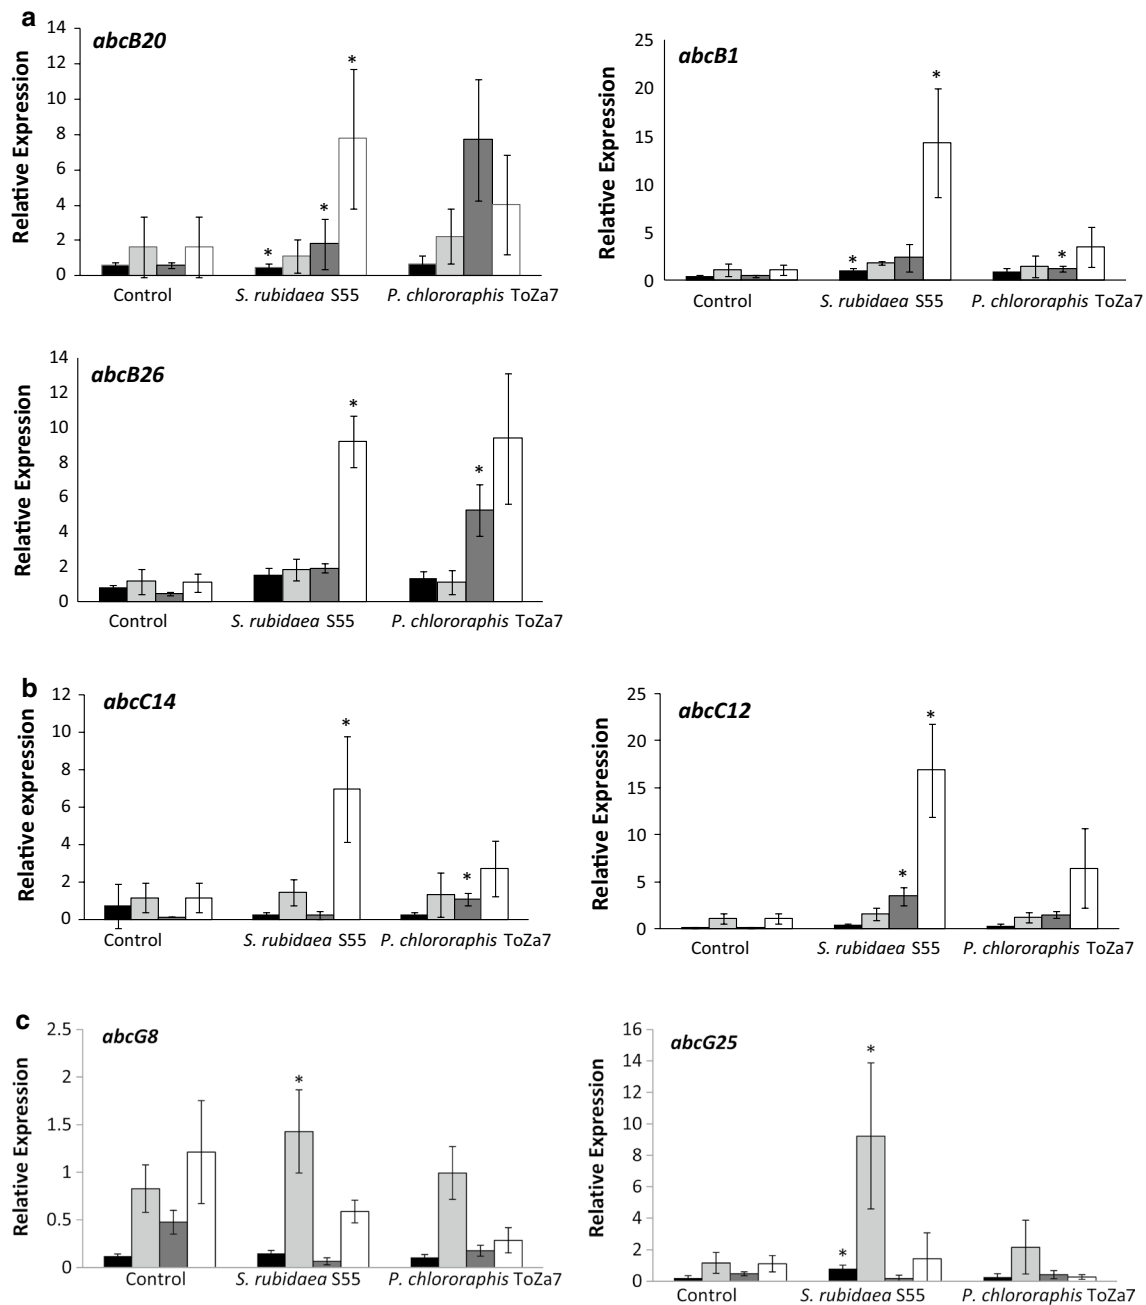 a
abcB20
Relative Expression
14
12
10
8
6
4
2
0
*
*
*
Control
S. rubidaea S55
P. chlororaphis ToZa7
abcB1
Relative Expression
25
20
15
10
5
0
*
*
*
Control
S. rubidaea S55
P. chlororaphis ToZa7
abcB26
Relative Expression
14
12
10
8
6
4
2
0
*
*
Control
S. rubidaea S55
P. chlororaphis ToZa7
b
abcC14
Relative expression
12
10
8
6
4
2
0
*
*
Control
S. rubidaea S55
P. chlororaphis ToZa7
abcC12
Relative Expression
25
20
15
10
5
0
*
*
Control
S. rubidaea S55
P. chlororaphis ToZa7
c
abcG8
Relative Expression
2.5
2
1.5
1
0.5
0
*
Control
S. rubidaea S55
P. chlororaphis ToZa7
abcG25
Relative Expression
16
14
12
10
8
6
4
2
0
*
*
Control
S. rubidaea S55
P. chlororaphis ToZa7